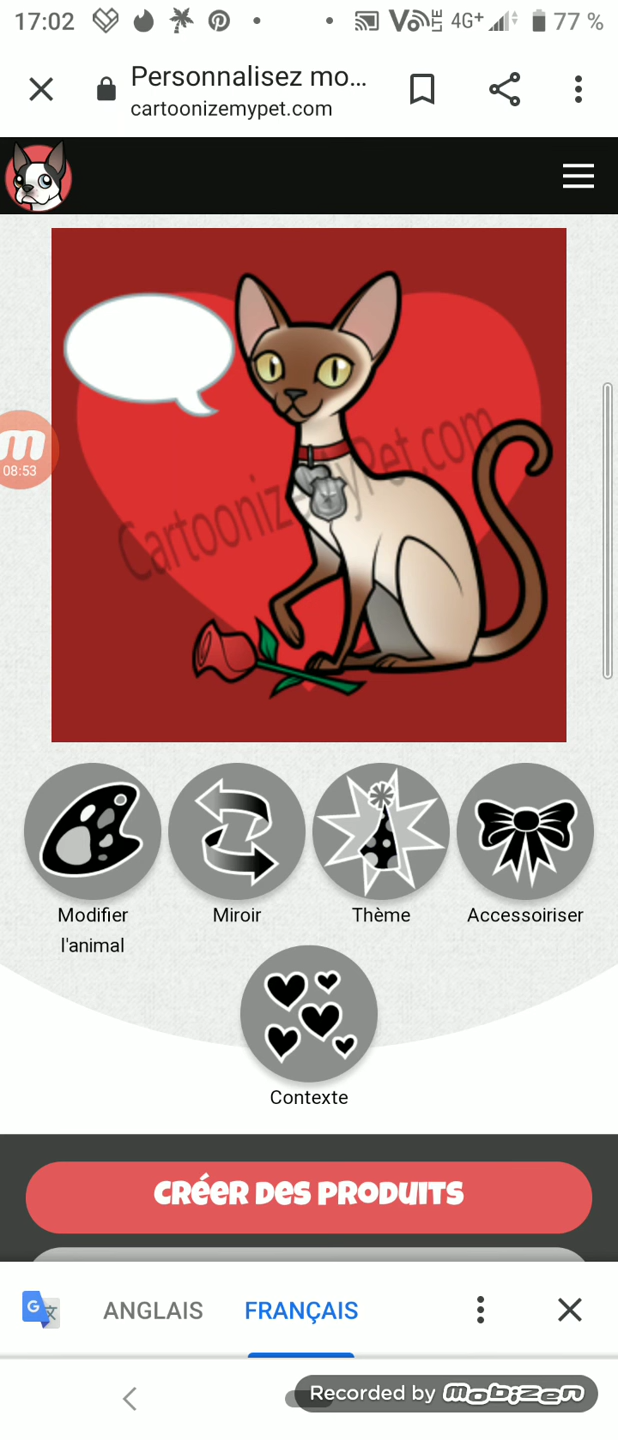 17:02
4G+
77 %
Personnalisez mo...
cartoonizemypet.com
CartoonizeMyPet.com
08:53
Modifier
l'animal
Miroir
Thème
Accessoiriser
Contexte
Créer des produits
ANGLAIS
FRANÇAIS
Recorded by mobizen